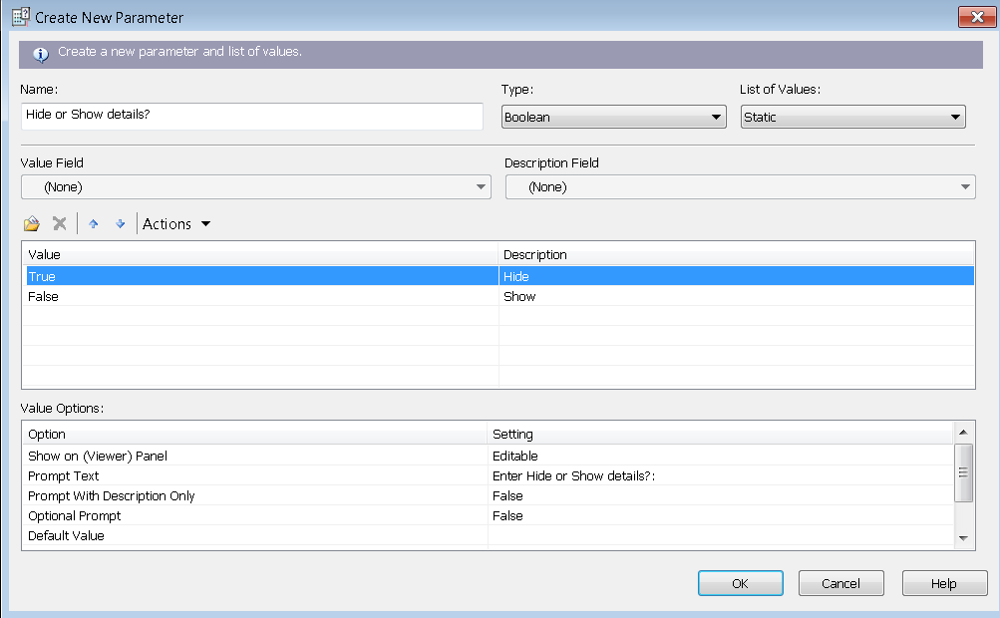 Create New Parameter
Create a new parameter and list of values.
Name: Type: List of Values:
Hide or Show details? Boolean Static
Value Field Description Field
(None) (None)
Actions
Value Description
True Hide
False Show
Value Options:
Option Setting
Show on (Viewer) Panel Editable
Prompt Text Enter Hide or Show details?:
Prompt With Description Only False
Optional Prompt False
Default Value
OK Cancel Help